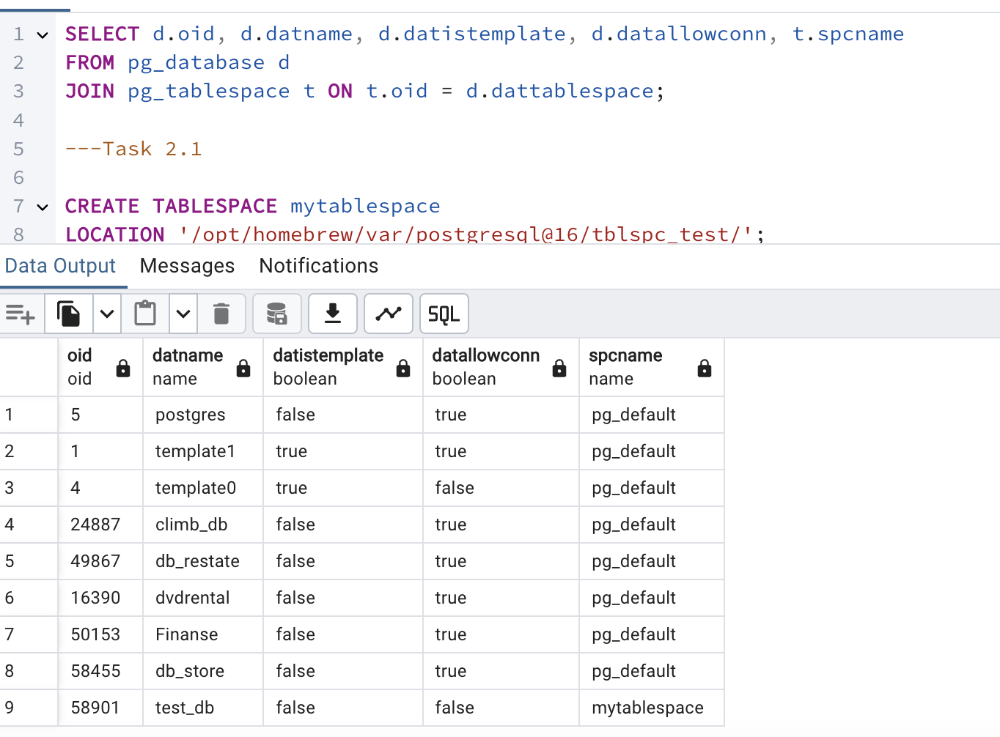 1 SELECT d.oid, d.datname, d.datistemplate, d.datallowconn, t.spcname
2 FROM pg_database d
3 JOIN pg_tablespace t ON t.oid = d.dattablespace;
4
5 ---Task 2.1
6
7 CREATE TABLESPACE mytablespace
8 LOCATION '/opt/homebrew/var/postgresql@16/tblspc_test/';
Data Output Messages Notifications
SQL
oid datname datistemplate datallowconn spcname
oid name boolean boolean name
1 5 postgres false true pg_default
2 1 template1 true true pg_default
3 4 template0 true false pg_default
4 24887 climb_db false true pg_default
5 49867 db_restate false true pg_default
6 16390 dvdrental false true pg_default
7 50153 Finanse false true pg_default
8 58455 db_store false true pg_default
9 58901 test_db false false mytablespace